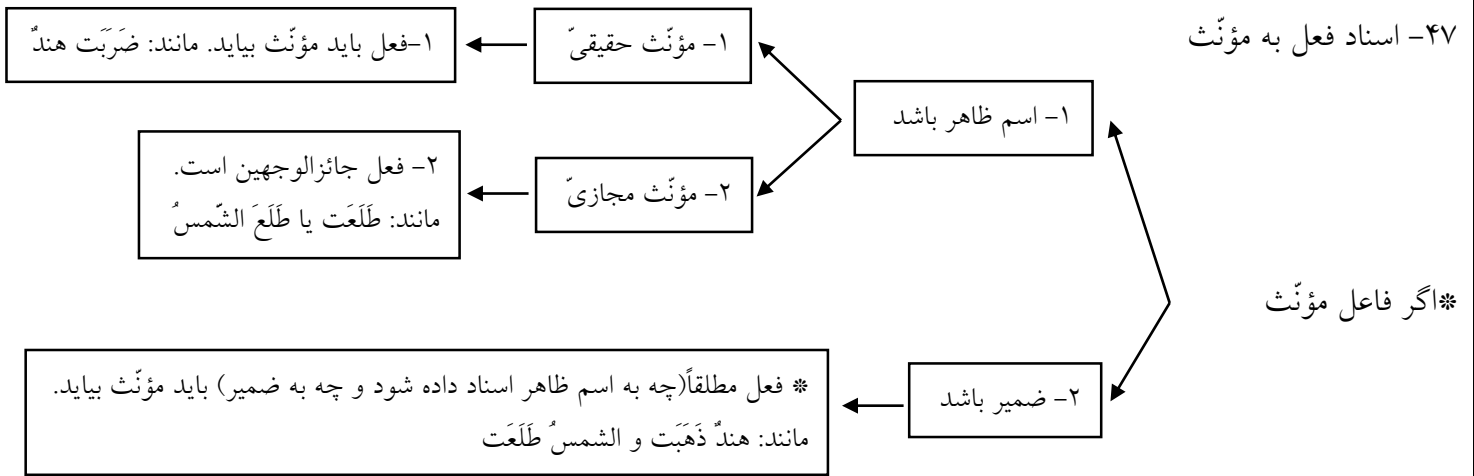 ۴۷- اسناد فعل به مؤنّث
*اگر فاعل مؤنّث
۱- اسم ظاهر باشد
۱- مؤنّث حقیقیّ
۱-فعل باید مؤنّث بیاید. مانند: ضَرَبَت هندٌ
۲- مؤنّث مجازیّ
۲- فعل جائزالوجهین است.
مانند: طَلَعَت یا طَلَعَ الشّمسُ
۲- ضمیر باشد
* فعل مطلقاً(چه به اسم ظاهر اسناد داده شود و چه به ضمیر) باید مؤنّث بیاید.
مانند: هندٌ ذَهَبَت و الشمسُ طَلَعَت